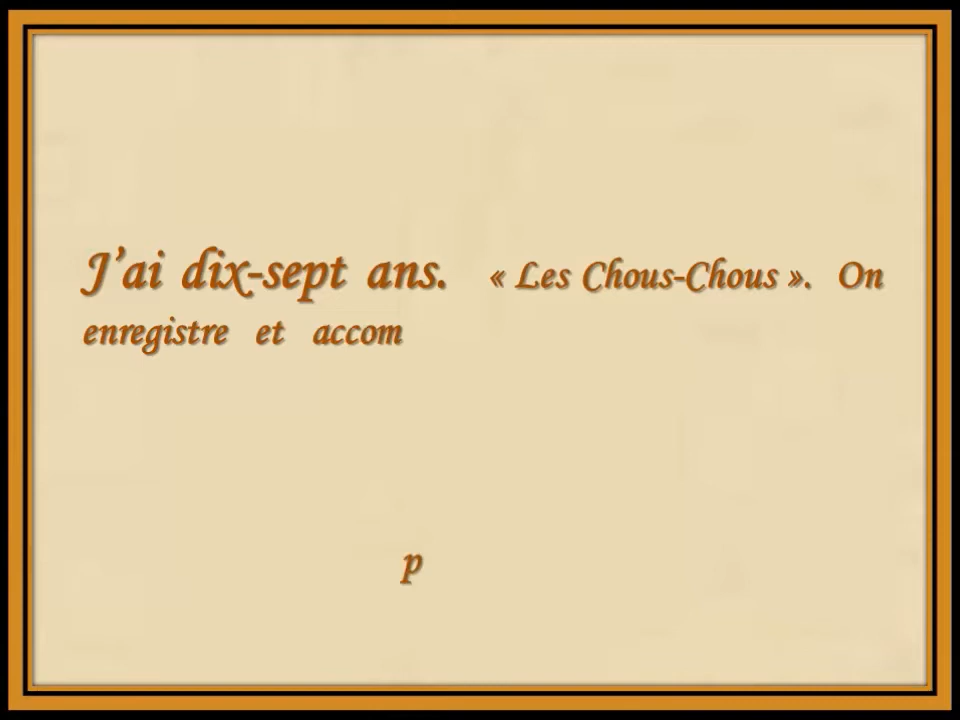 J’ai dix-sept ans. « Les Chous-Chous ». On
enregistre et accom
p